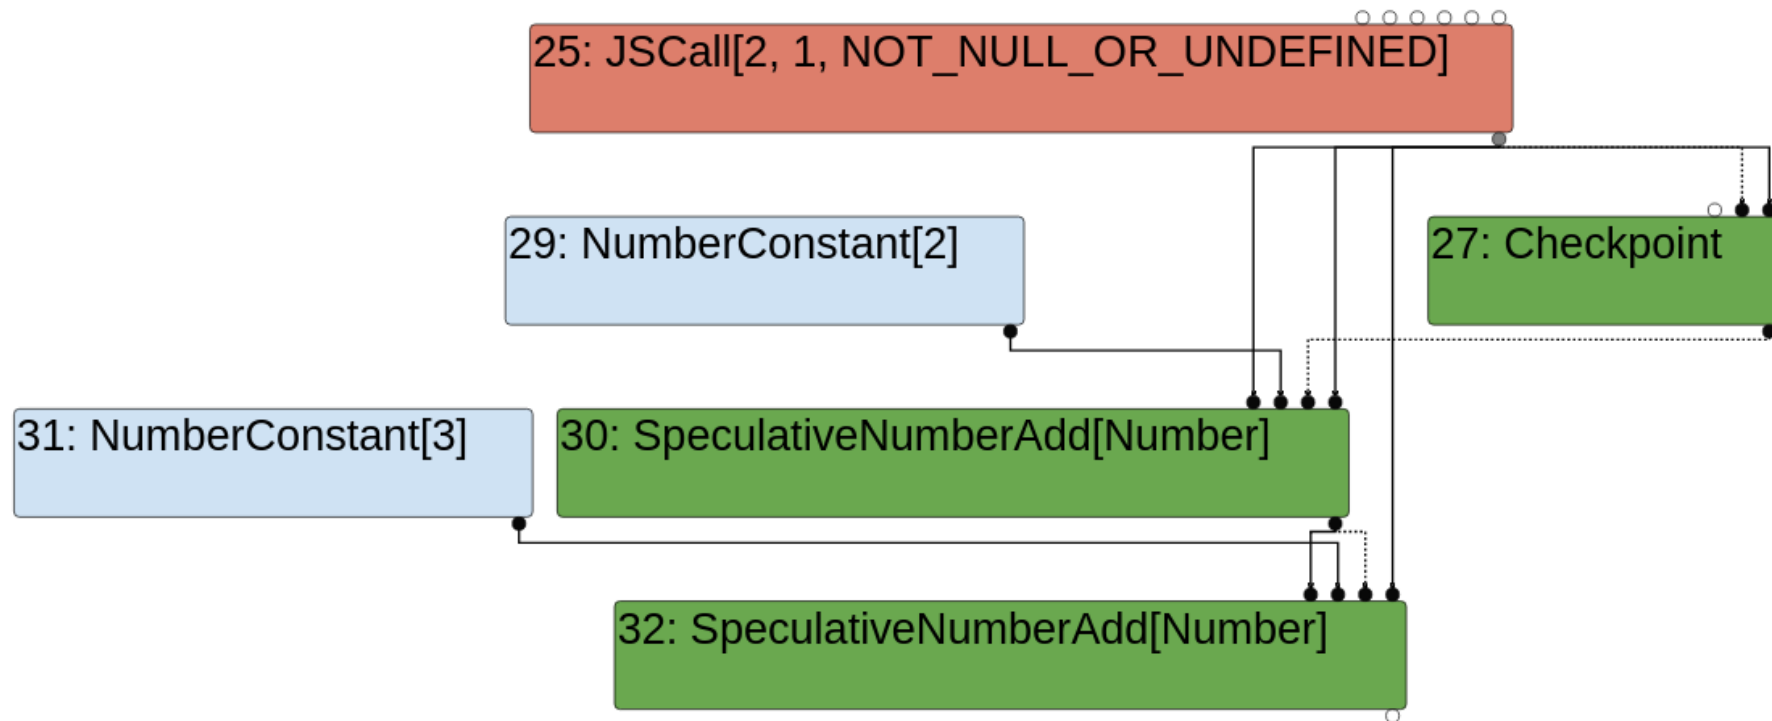 25: JSCall[2, 1, NOT_NULL_OR_UNDEFINED]
29: NumberConstant[2]
27: Checkpoint
31: NumberConstant[3]
30: SpeculativeNumberAdd[Number]
32: SpeculativeNumberAdd[Number]